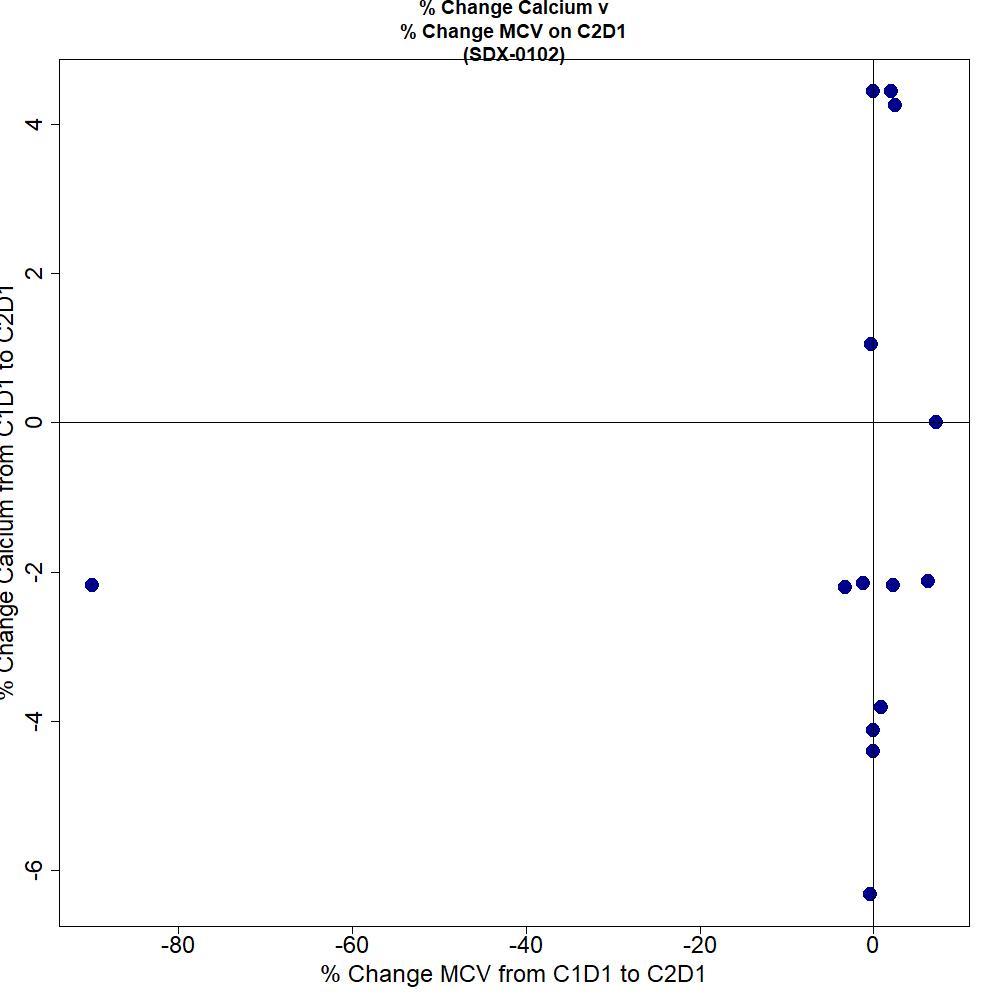 % Change Calcium v
% Change MCV on C2D1
(SDX-0102)
% Change Calcium from C1D1 to C2D1
4
2
0
-2
-4
-6
-80
-60
-40
-20
0
% Change MCV from C1D1 to C2D1